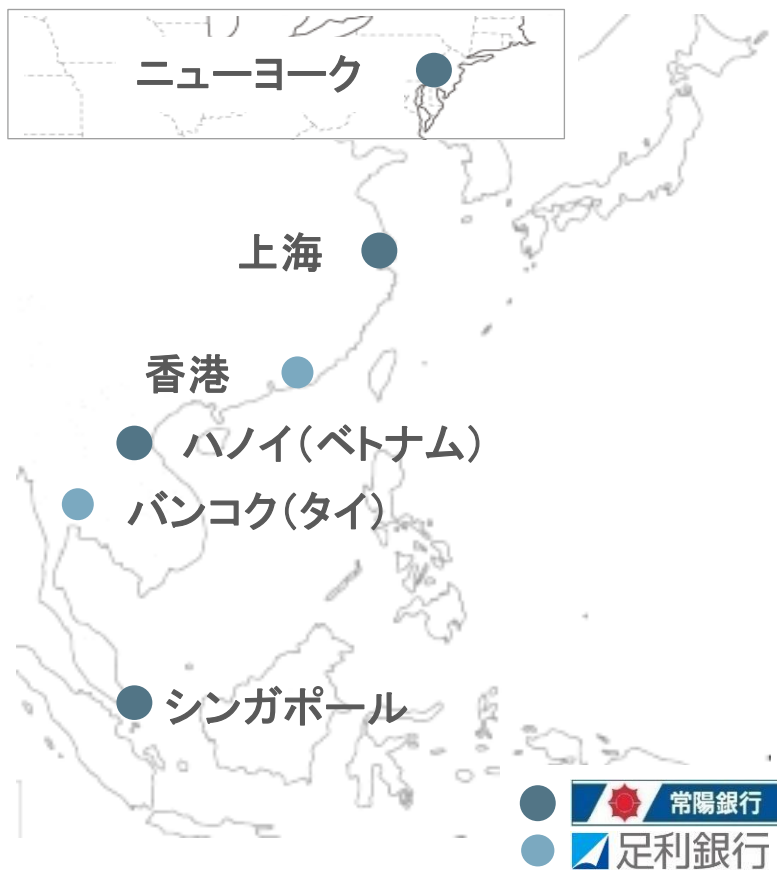 ニューヨーク
上海
香港
ハノイ(ベトナム)
バンコク(タイ)
シンガポール
常陽銀行
足利銀行